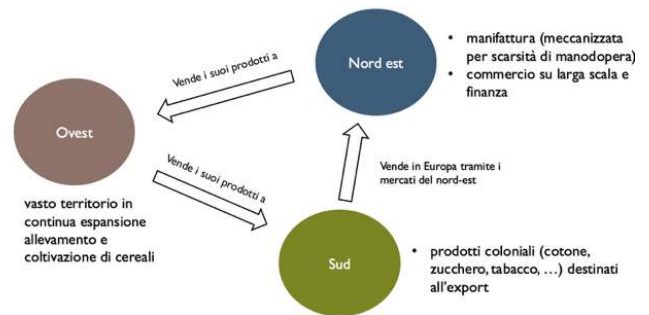 Nord est
• manifattura (meccanizzata
per scarsità di manodopera)
• commercio su larga scala e
finanza
Vende i suoi prodotti a
Ovest
Vende i suoi prodotti a
Vende in Europa tramite i
mercati del nord-est
vasto territorio in
continua espansione
allevamento e
coltivazione di cereali
Sud
• prodotti coloniali (cotone,
zucchero, tabacco, …) destinati
all'export